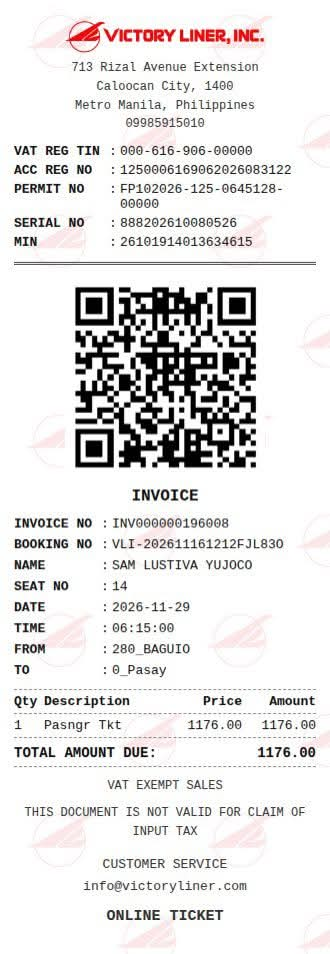 VICTORY LINER, INC.
713 Rizal Avenue Extension
Caloocan City, 1400
Metro Manila, Philippines
09985915010
VAT REG TIN : 000-616-906-00000
ACC REG NO : 1250006169062026083122
PERMIT NO : FP102026-125-0645128-
00000
SERIAL NO : 888202610080526
MIN : 26101914013634615
INVOICE
INVOICE NO : INV000000196008
BOOKING NO : VLI-202611161212FJL83O
NAME : SAM LUSTIVA YUJOCO
SEAT NO : 14
DATE : 2026-11-29
TIME : 06:15:00
FROM : 280_BAGUIO
TO : 0_Pasay
Qty Description Price Amount
1 Pasngr Tkt 1176.00 1176.00
TOTAL AMOUNT DUE: 1176.00
VAT EXEMPT SALES
THIS DOCUMENT IS NOT VALID FOR CLAIM OF
INPUT TAX
CUSTOMER SERVICE
info@victoryliner.com
ONLINE TICKET